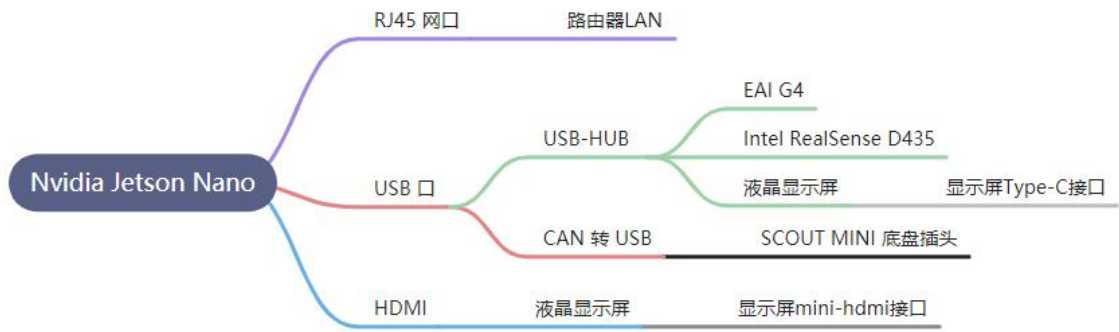 Nvidia Jetson Nano
RJ45 网口
路由器LAN
USB 口
USB-HUB
EAI G4
Intel RealSense D435
液晶显示屏
显示屏Type-C接口
CAN 转 USB
SCOUT MINI 底盘插头
HDMI
液晶显示屏
显示屏mini-hdmi接口